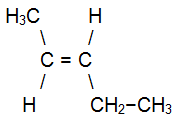 H₃C H
C = C
H CH₂−CH₃